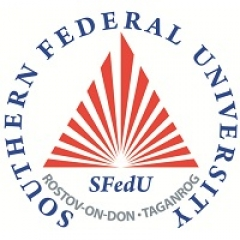 SOUTHERN FEDERAL UNIVERSITY
SFedU
ROSTOV-ON-DON · TAGANROG